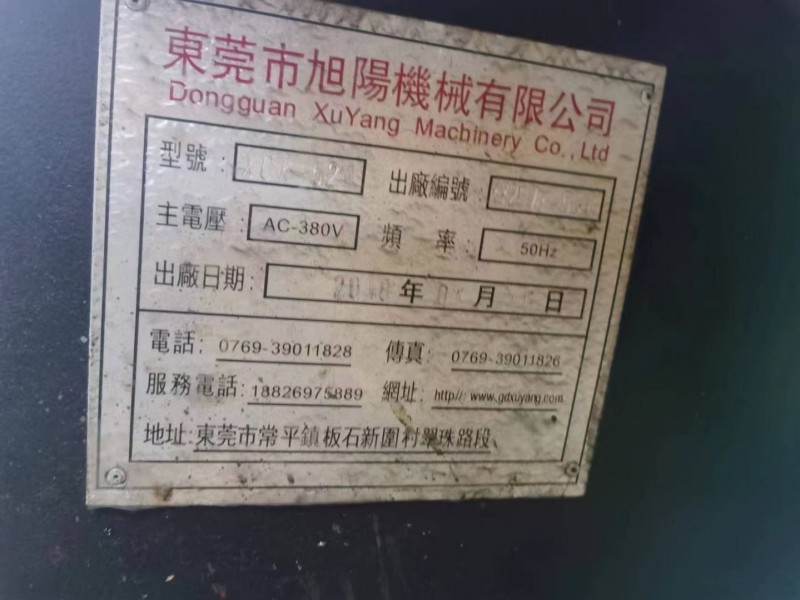 東莞市旭陽機械有限公司
Dongguan XuYang Machinery Co.,Ltd
型號: 出廠編號:
主電壓: AC-380V 頻 率: 50Hz
出廠日期: 年 月 日
電話: 0769-39011828 傳真: 0769-39011826
服務電話: 18826975889 網址: http//: www.gdxuyang.com
地址: 東莞市常平鎮板石新圍村翠珠路段